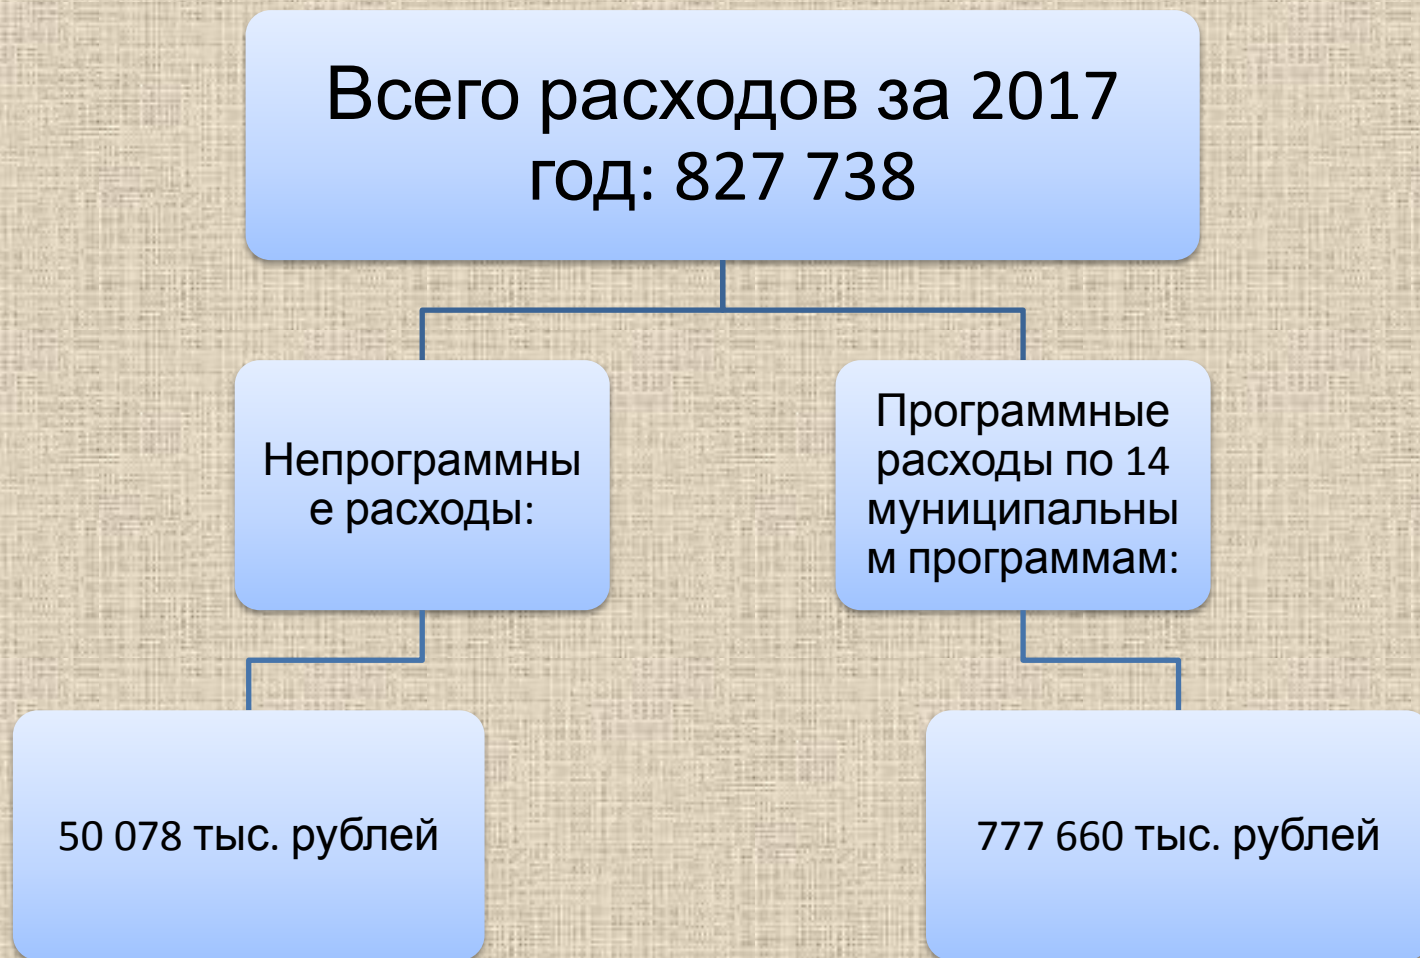 Всего расходов за 2017
год: 827 738
Непрограммны
е расходы:
Программные
расходы по 14
муниципальны
м программам:
50 078 тыс. рублей
777 660 тыс. рублей